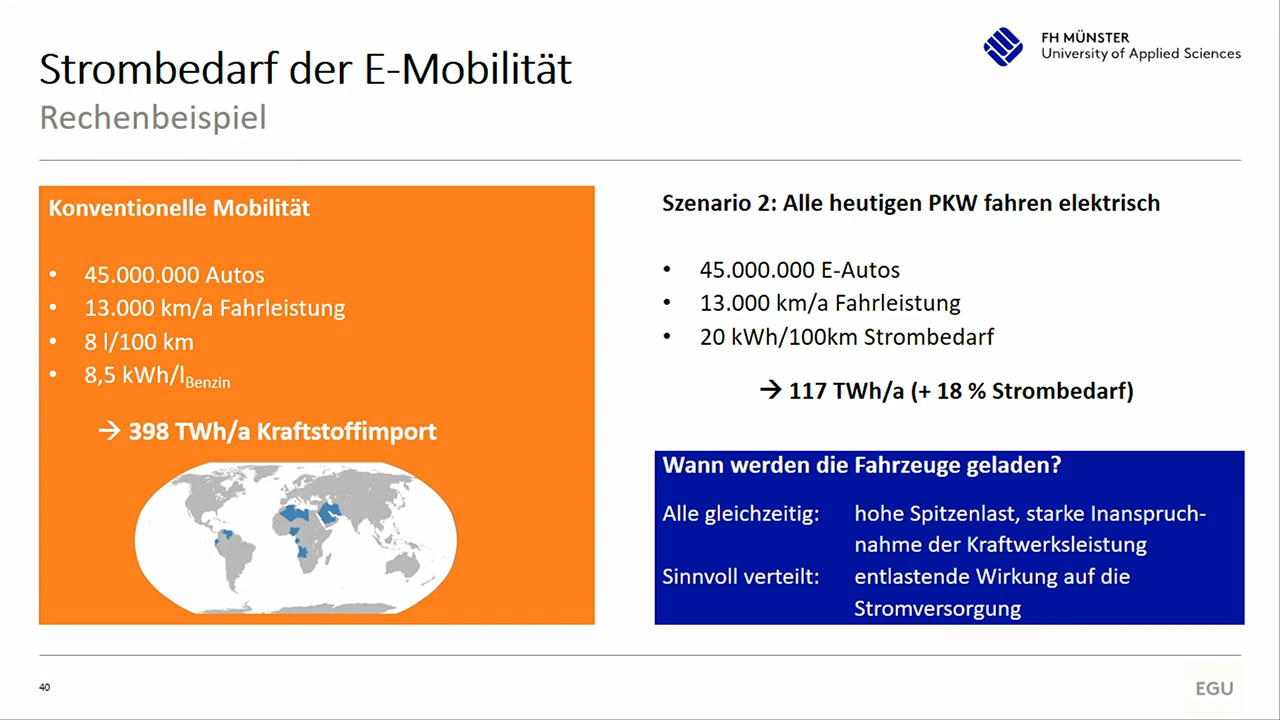 Strombedarf der E-Mobilität
Rechenbeispiel
FH MÜNSTER
University of Applied Sciences
Konventionelle Mobilität
• 45.000.000 Autos
• 13.000 km/a Fahrleistung
• 8 l/100 km
• 8,5 kWh/lBenzin
→ 398 TWh/a Kraftstoffimport
Szenario 2: Alle heutigen PKW fahren elektrisch
• 45.000.000 E-Autos
• 13.000 km/a Fahrleistung
• 20 kWh/100km Strombedarf
→ 117 TWh/a (+ 18 % Strombedarf)
Wann werden die Fahrzeuge geladen?
Alle gleichzeitig: hohe Spitzenlast, starke Inanspruch-
nahme der Kraftwerksleistung
Sinnvoll verteilt: entlastende Wirkung auf die
Stromversorgung
40
EGU